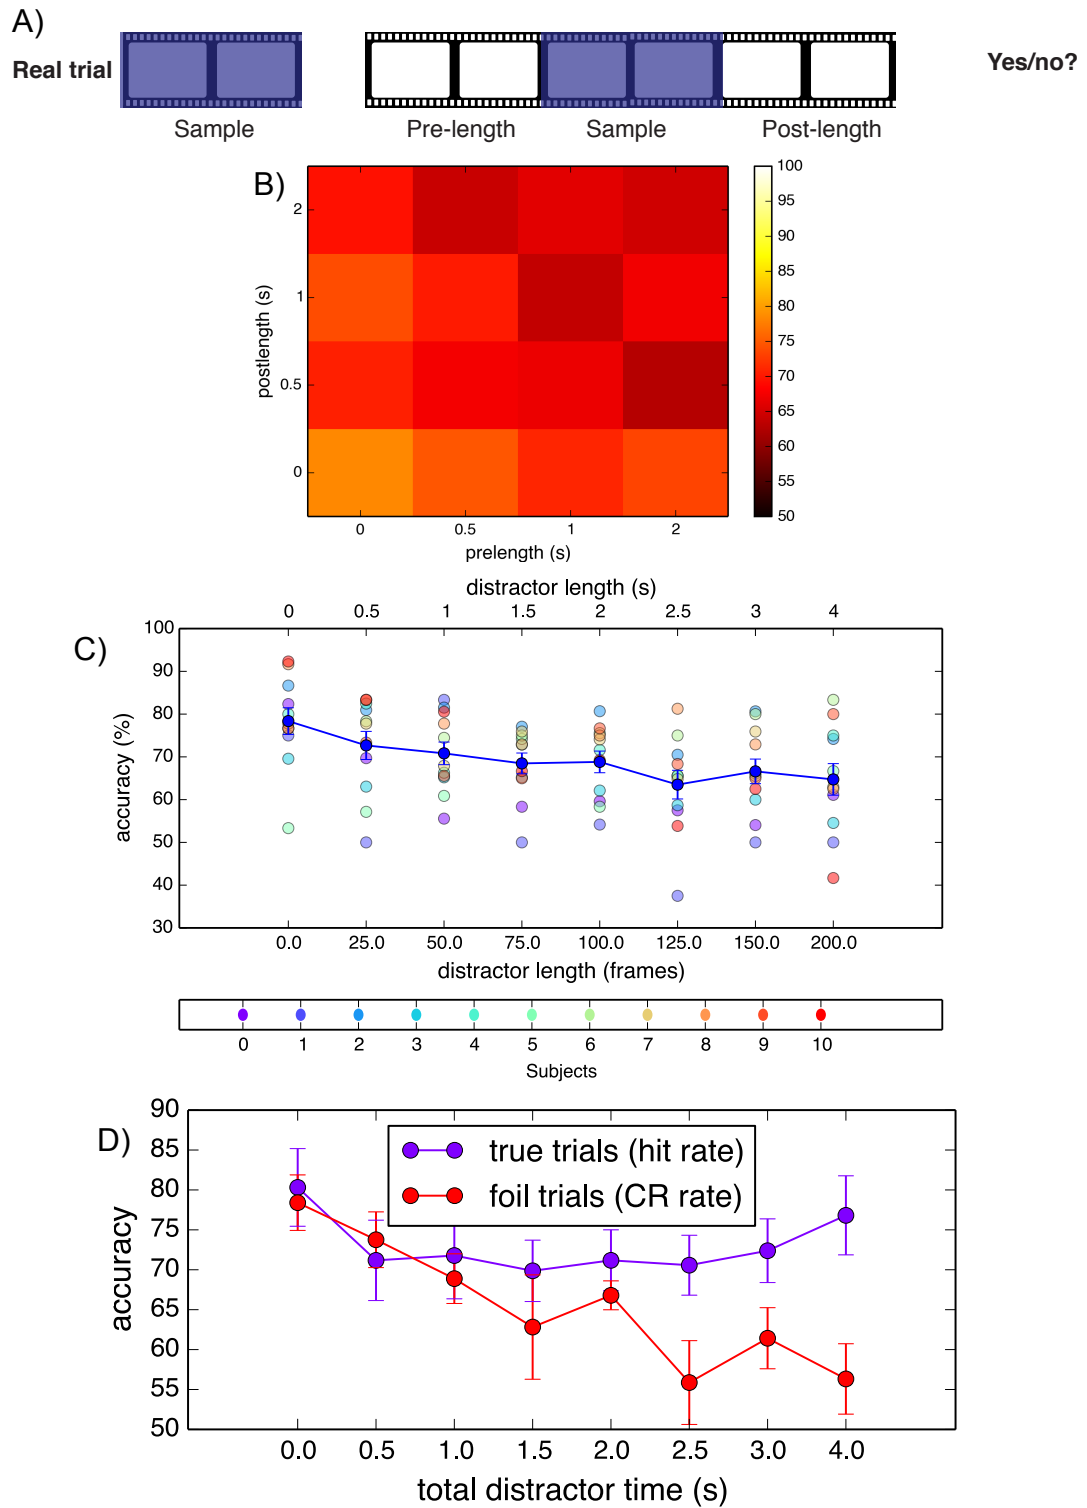 A)
Real trial
Yes/no?
Sample Pre-length Sample Post-length
B)
2
1
0.5
0
postlength (s)
0 0.5 1 2
prelength (s)
100
95
90
85
80
75
70
65
60
55
50
distractor length (s)
0 0.5 1 1.5 2 2.5 3 4
C)
100
90
80
70
60
50
40
30
accuracy (%)
0.0 25.0 50.0 75.0 100.0 125.0 150.0 200.0
distractor length (frames)
0 1 2 3 4 5 6 7 8 9 10
Subjects
D)
90
85
80
75
70
65
60
55
50
accuracy
true trials (hit rate)
foil trials (CR rate)
0.0 0.5 1.0 1.5 2.0 2.5 3.0 4.0
total distractor time (s)